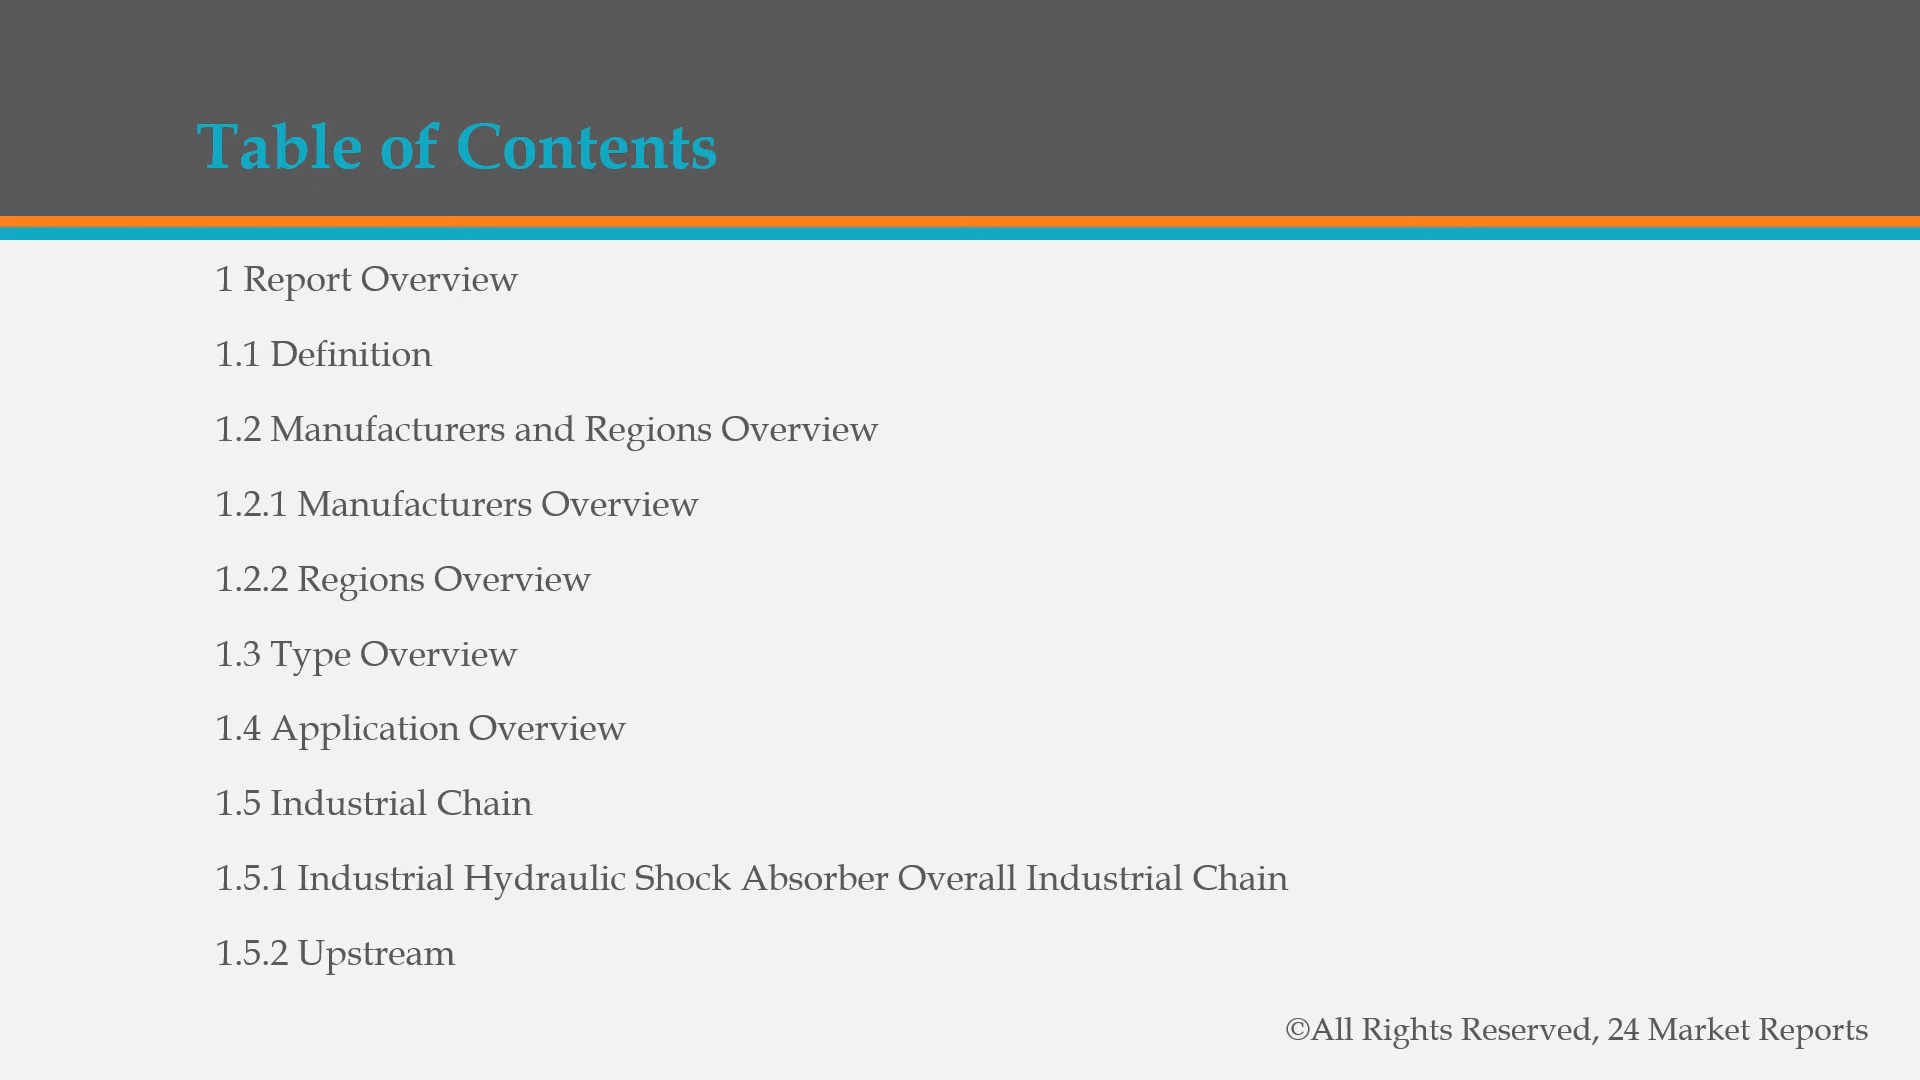 Table of Contents
1 Report Overview
1.1 Definition
1.2 Manufacturers and Regions Overview
1.2.1 Manufacturers Overview
1.2.2 Regions Overview
1.3 Type Overview
1.4 Application Overview
1.5 Industrial Chain
1.5.1 Industrial Hydraulic Shock Absorber Overall Industrial Chain
1.5.2 Upstream
©All Rights Reserved, 24 Market Reports